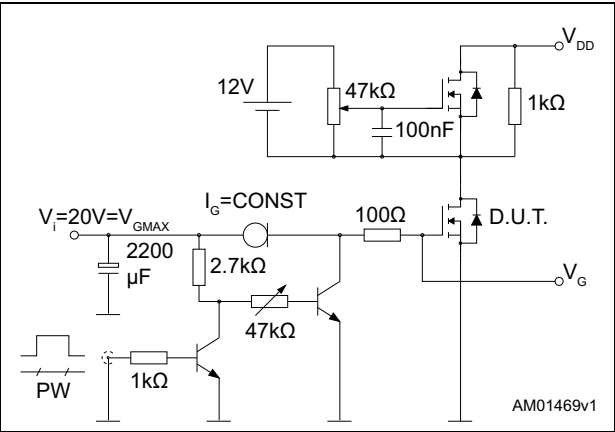 V_DD
12V
47kΩ
1kΩ
100nF
I_G=CONST
V_i=20V=V_GMAX
100Ω
D.U.T.
2200
μF
2.7kΩ
V_G
47kΩ
1kΩ
PW
AM01469v1